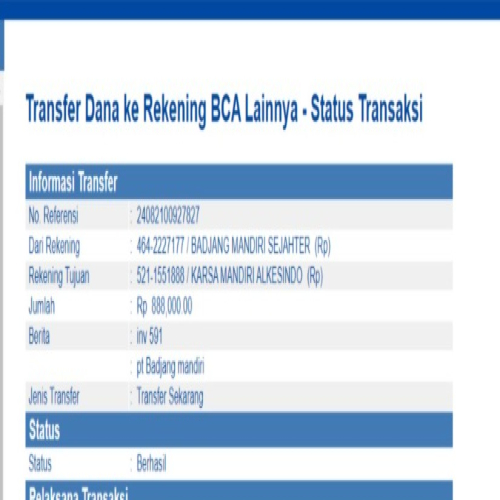 Transfer Dana ke Rekening BCA Lainnya - Status Transaksi
Informasi Transfer
No. Referensi : 24082100927827
Dari Rekening : 464-2227177 / BADJANG MANDIRI SEJAHTER (Rp)
Rekening Tujuan : 521-1551888 / KARSA MANDIRI ALKESINDO (Rp)
Jumlah : Rp 888,000.00
Berita : inv 591
: pt Badjang mandiri
Jenis Transfer : Transfer Sekarang
Status
Status : Berhasil
Pelaksana Transaksi